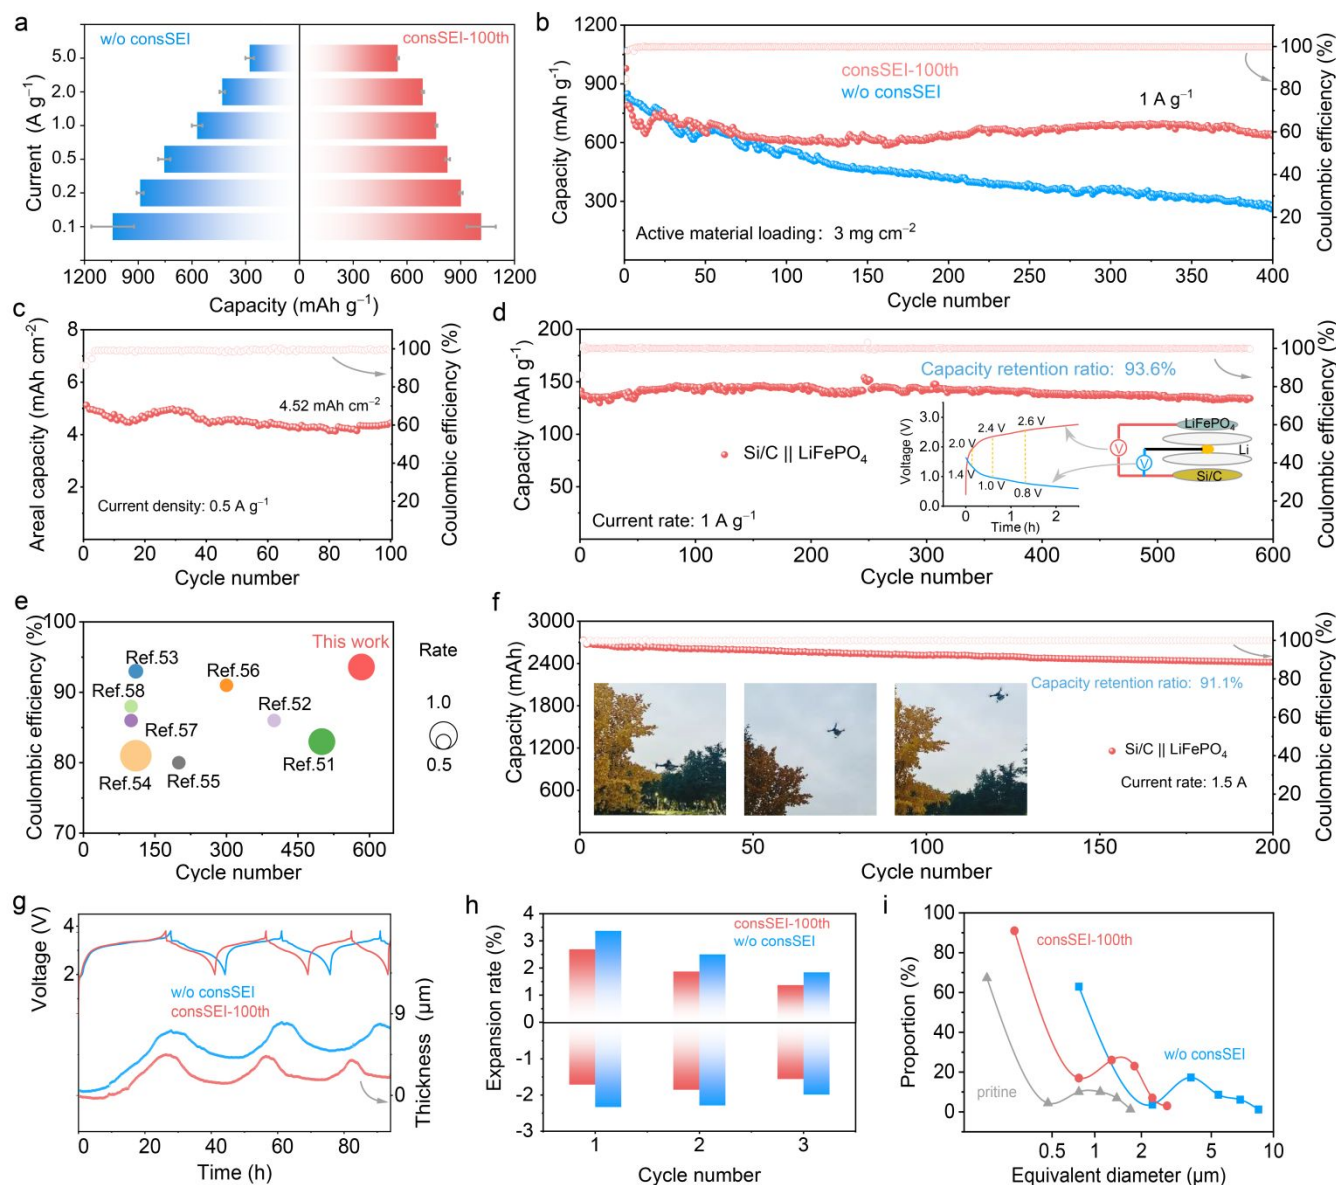 a
w/o consSEI
consSEI-100th
Current (A g⁻¹)
5.0
2.0
1.0
0.5
0.2
0.1
1200 900 600 300 0 300 600 900 1200
Capacity (mAh g⁻¹)
b
Capacity (mAh g⁻¹)
1200
900
600
300
consSEI-100th
w/o consSEI
1 A g⁻¹
Active material loading: 3 mg cm⁻²
0 50 100 150 200 250 300 350 400
Cycle number
100
80
60
40
20
Coulombic efficiency (%)
c
Areal capacity (mAh cm⁻²)
8
6
4
2
4.52 mAh cm⁻²
Current density: 0.5 A g⁻¹
0 20 40 60 80 100
Cycle number
100
80
60
40
20
Coulombic efficiency (%)
d
Capacity (mAh g⁻¹)
200
150
100
50
Capacity retention ratio: 93.6%
Si/C || LiFePO₄
Current rate: 1 A g⁻¹
Voltage (V)
3.0
2.0
1.0
0.0
2.0 V
2.4 V
2.6 V
1.4 V
1.0 V
0.8 V
0 1 2
Time (h)
LiFePO₄
V
V
Li
Si/C
0 100 200 300 400 500 600
Cycle number
100
80
60
40
20
Coulombic efficiency (%)
e
Coulombic efficiency (%)
100
90
80
70
This work
Ref.53
Ref.56
Ref.58
Ref.52
Ref.57
Ref.51
Ref.54
Ref.55
0 150 300 450 600
Cycle number
Rate
1.0
0.5
f
Capacity (mAh)
3000
2400
1800
1200
600
Capacity retention ratio: 91.1%
Si/C || LiFePO₄
Current rate: 1.5 A
0 50 100 150 200
Cycle number
100
80
60
40
20
Coulombic efficiency (%)
g
Voltage (V)
4
2
w/o consSEI
consSEI-100th
9
0
Thickness (μm)
0 20 40 60 80
Time (h)
h
Expansion rate (%)
4
3
2
1
0
-1
-2
-3
consSEI-100th
w/o consSEI
1 2 3
Cycle number
i
Proportion (%)
100
80
60
40
20
0
consSEI-100th
w/o consSEI
pritine
0.5 1 2 5 10
Equivalent diameter (μm)